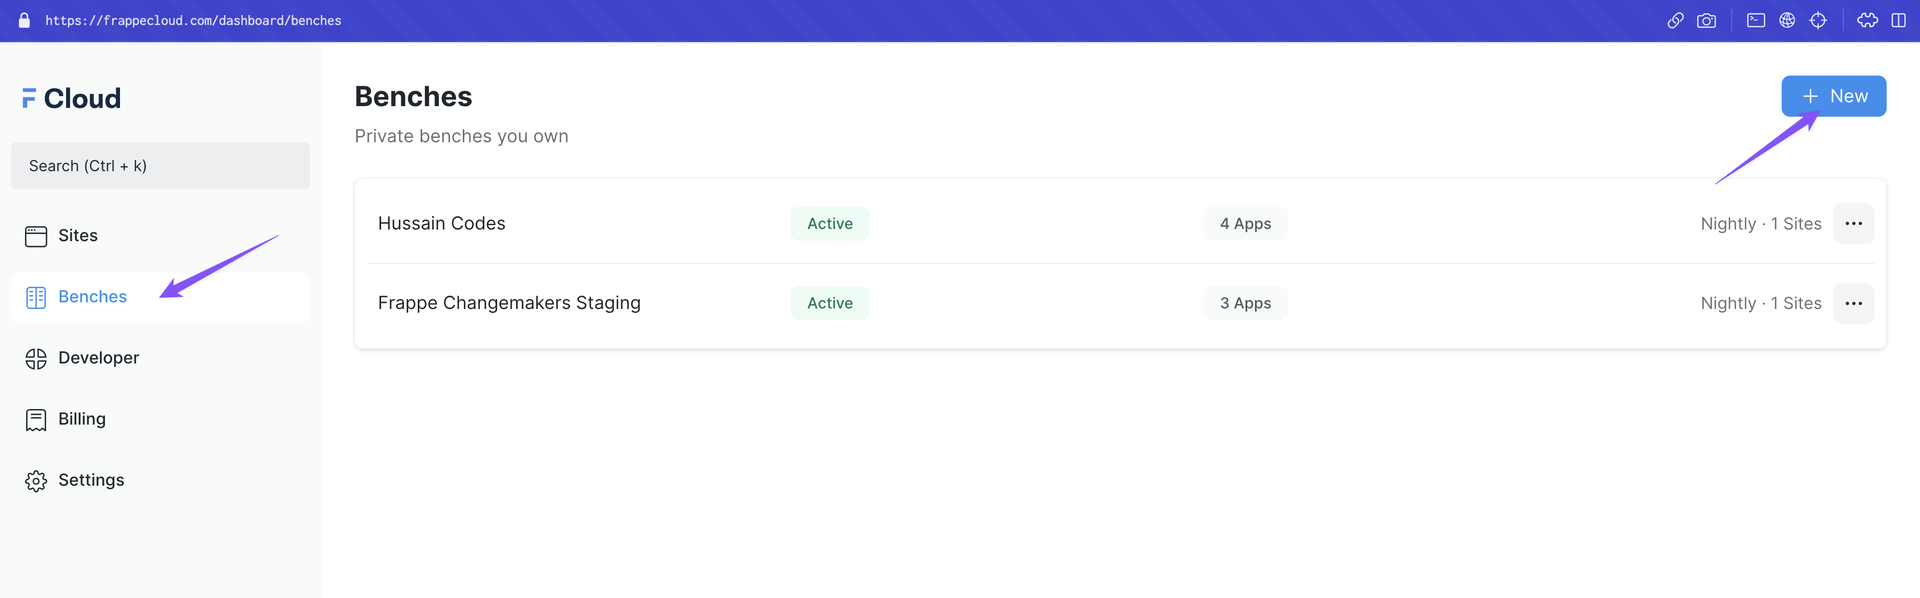 https://frappecloud.com/dashboard/benches
Cloud
Search (Ctrl + k)
Sites
Benches
Developer
Billing
Settings
Benches
Private benches you own
+ New
Hussain Codes Active 4 Apps Nightly · 1 Sites ···
Frappe Changemakers Staging Active 3 Apps Nightly · 1 Sites ···